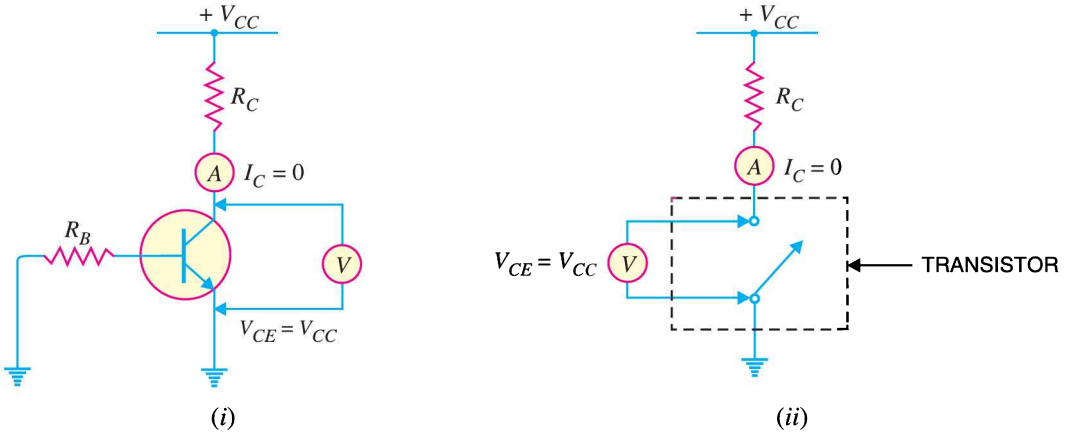 + V_CC
R_C
A I_C = 0
R_B
V
V_CE = V_CC
(i)
+ V_CC
R_C
A I_C = 0
V_CE = V_CC V
TRANSISTOR
(ii)